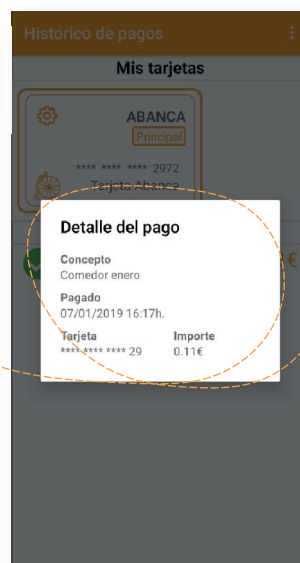 Histórico de pagos
Mis tarjetas
ABANCA
Principal
**** **** **** 2972
Tarjeta Abanca
Detalle del pago
Concepto
Comedor enero
Pagado
07/01/2019 16:17h.
Tarjeta Importe
**** **** **** 29 0.11€
€